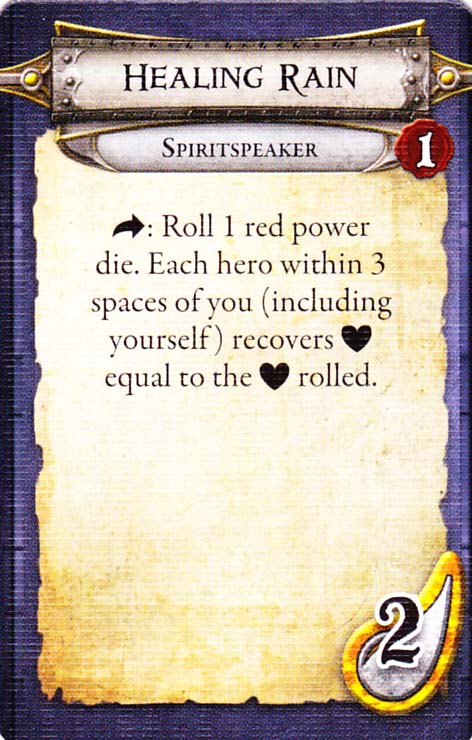 Healing Rain
Spiritspeaker
1
: Roll 1 red power
die. Each hero within 3
spaces of you (including
yourself) recovers ♥
equal to the ♥ rolled.
2